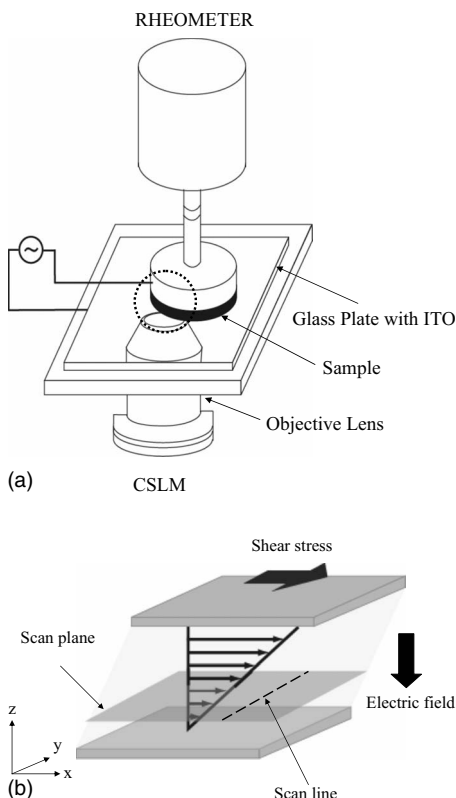 RHEOMETER
~
Glass Plate with ITO
Sample
Objective Lens
(a)
CSLM
Shear stress
Scan plane
Electric field
z
y
x
(b)
Scan line